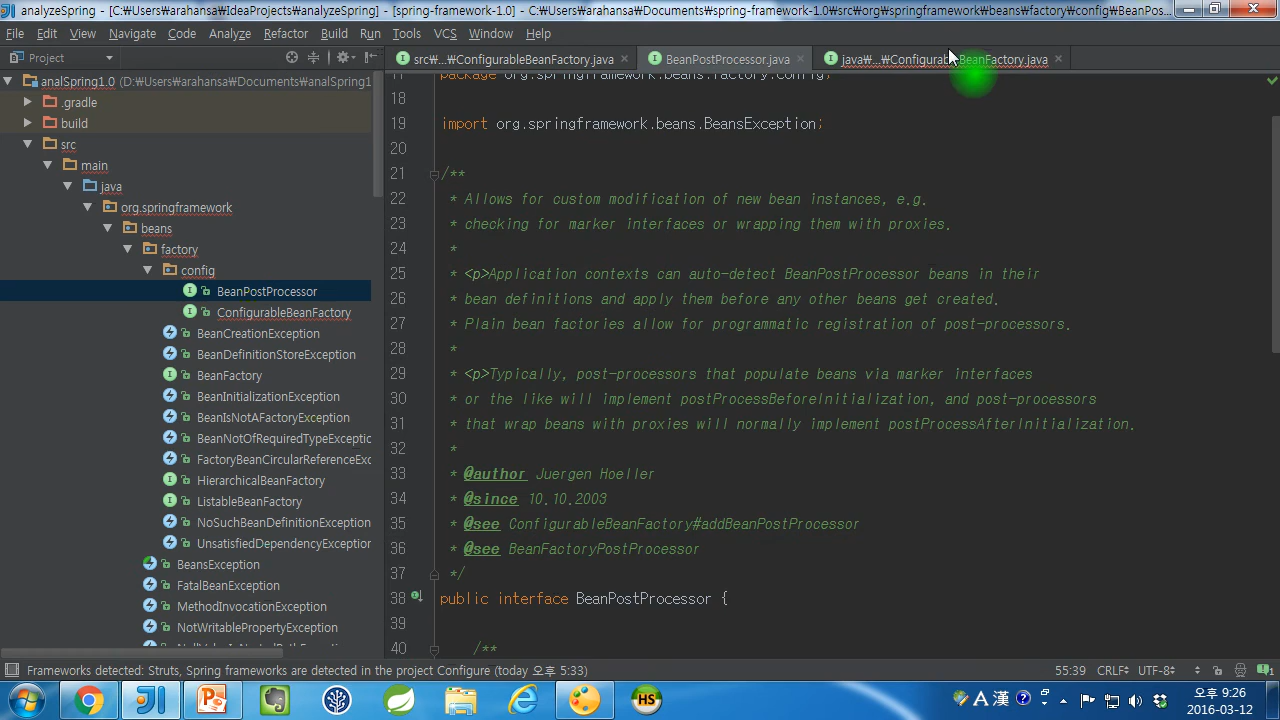 analyzeSpring - [C:￦Users￦arahansa￦IdeaProjects￦analyzeSpring] - [spring-framework-1.0] - C:￦Users￦arahansa￦Documents￦spring-framework-1.0￦src￦org￦springframework￦beans￦factory￦config￦BeanPos...
File Edit View Navigate Code Analyze Refactor Build Run Tools VCS Window Help
Project
src￦...￦ConfigurableBeanFactory.java
BeanPostProcessor.java
java￦...￦ConfigurableBeanFactory.java
analSpring1.0 (D:￦Users￦arahansa￦Documents￦analSpring1
.gradle
build
src
main
java
org.springframework
beans
factory
config
BeanPostProcessor
ConfigurableBeanFactory
BeanCreationException
BeanDefinitionStoreException
BeanFactory
BeanInitializationException
BeanIsNotAFactoryException
BeanNotOfRequiredTypeExceptic
FactoryBeanCircularReferenceExc
HierarchicalBeanFactory
ListableBeanFactory
NoSuchBeanDefinitionException
UnsatisfiedDependencyException
BeansException
FatalBeanException
MethodInvocationException
NotWritablePropertyException
17 package org.springframework.beans.factory.config;
18
19 import org.springframework.beans.BeansException;
20
21 /**
22 * Allows for custom modification of new bean instances, e.g.
23 * checking for marker interfaces or wrapping them with proxies.
24 *
25 * <p>Application contexts can auto-detect BeanPostProcessor beans in their
26 * bean definitions and apply them before any other beans get created.
27 * Plain bean factories allow for programmatic registration of post-processors.
28 *
29 * <p>Typically, post-processors that populate beans via marker interfaces
30 * or the like will implement postProcessBeforeInitialization, and post-processors
31 * that wrap beans with proxies will normally implement postProcessAfterInitialization.
32 *
33 * @author Juergen Hoeller
34 * @since 10.10.2003
35 * @see ConfigurableBeanFactory#addBeanPostProcessor
36 * @see BeanFactoryPostProcessor
37 */
38 public interface BeanPostProcessor {
39
40 /**
Frameworks detected: Struts, Spring frameworks are detected in the project Configure (today 오후 5:33)
55:39 CRLF UTF-8
A 漢
오후 9:26
2016-03-12